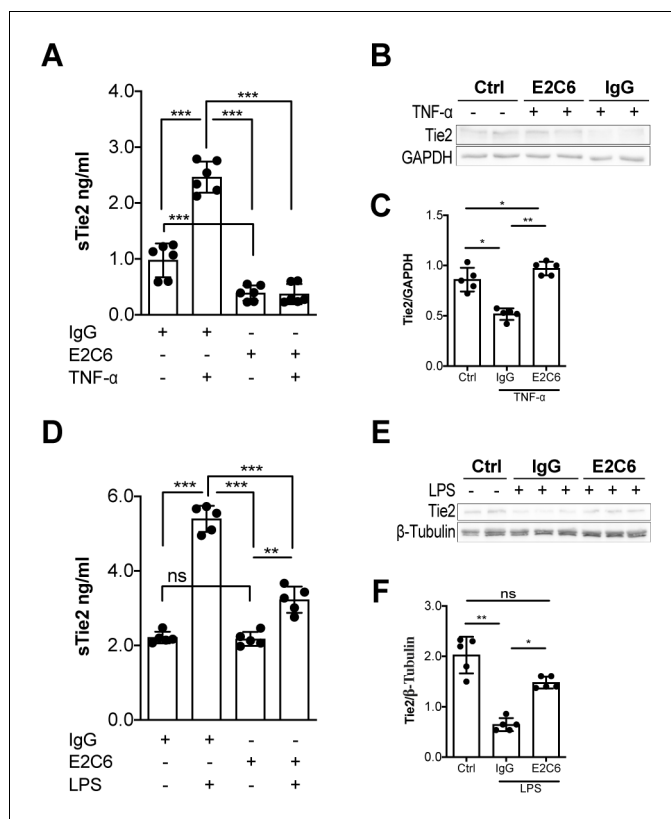 A
sTie2 ng/ml
4.0
3.0
2.0
1.0
0.0
***
***
***
***
IgG + + - -
E2C6 - - + +
TNF-α - + - +
B
Ctrl E2C6 IgG
TNF-α - - + + + +
Tie2
GAPDH
C
Tie2/GAPDH
1.5
1.0
0.5
0.0
*
*
**
Ctrl IgG E2C6
TNF-α
D
sTie2 ng/ml
6.0
4.0
2.0
0.0
***
***
***
ns
**
IgG + + - -
E2C6 - - + +
LPS - + - +
E
Ctrl IgG E2C6
LPS - - + + + + + +
Tie2
β-Tubulin
F
Tie2/β-Tubulin
3.0
2.0
1.0
0.0
ns
**
*
Ctrl IgG E2C6
LPS